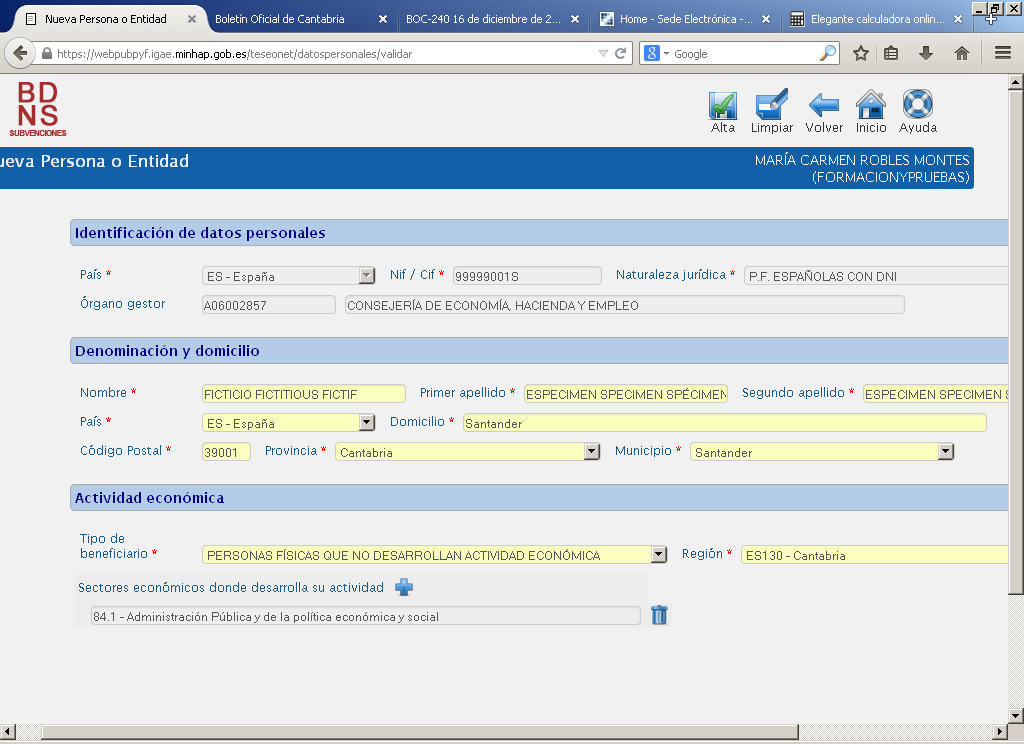 Nueva Persona o Entidad
Boletín Oficial de Cantabria
BOC-240 16 de diciembre de 2...
Home - Sede Electrónica -...
Elegante calculadora onlin...
https://webpubpyf.igae.minhap.gob.es/teseonet/datospersonales/validar
Google
BD
NS
SUBVENCIONES
Alta Limpiar Volver Inicio Ayuda
ueva Persona o Entidad
MARÍA CARMEN ROBLES MONTES
(FORMACIONYPRUEBAS)
Identificación de datos personales
País * ES - España Nif / Cif * 99999001S Naturaleza jurídica * P.F. ESPAÑOLAS CON DNI
Órgano gestor A06002857 CONSEJERÍA DE ECONOMÍA, HACIENDA Y EMPLEO
Denominación y domicilio
Nombre * FICTICIO FICTITIOUS FICTIF Primer apellido * ESPECIMEN SPECIMEN SPÉCIMEN Segundo apellido * ESPECIMEN SPECIMEN S
País * ES - España Domicilio * Santander
Código Postal * 39001 Provincia * Cantabria Municipio * Santander
Actividad económica
Tipo de
beneficiario * PERSONAS FÍSICAS QUE NO DESARROLLAN ACTIVIDAD ECONÓMICA Región * ES130 - Cantabria
Sectores económicos donde desarrolla su actividad
84.1 - Administración Pública y de la política económica y social